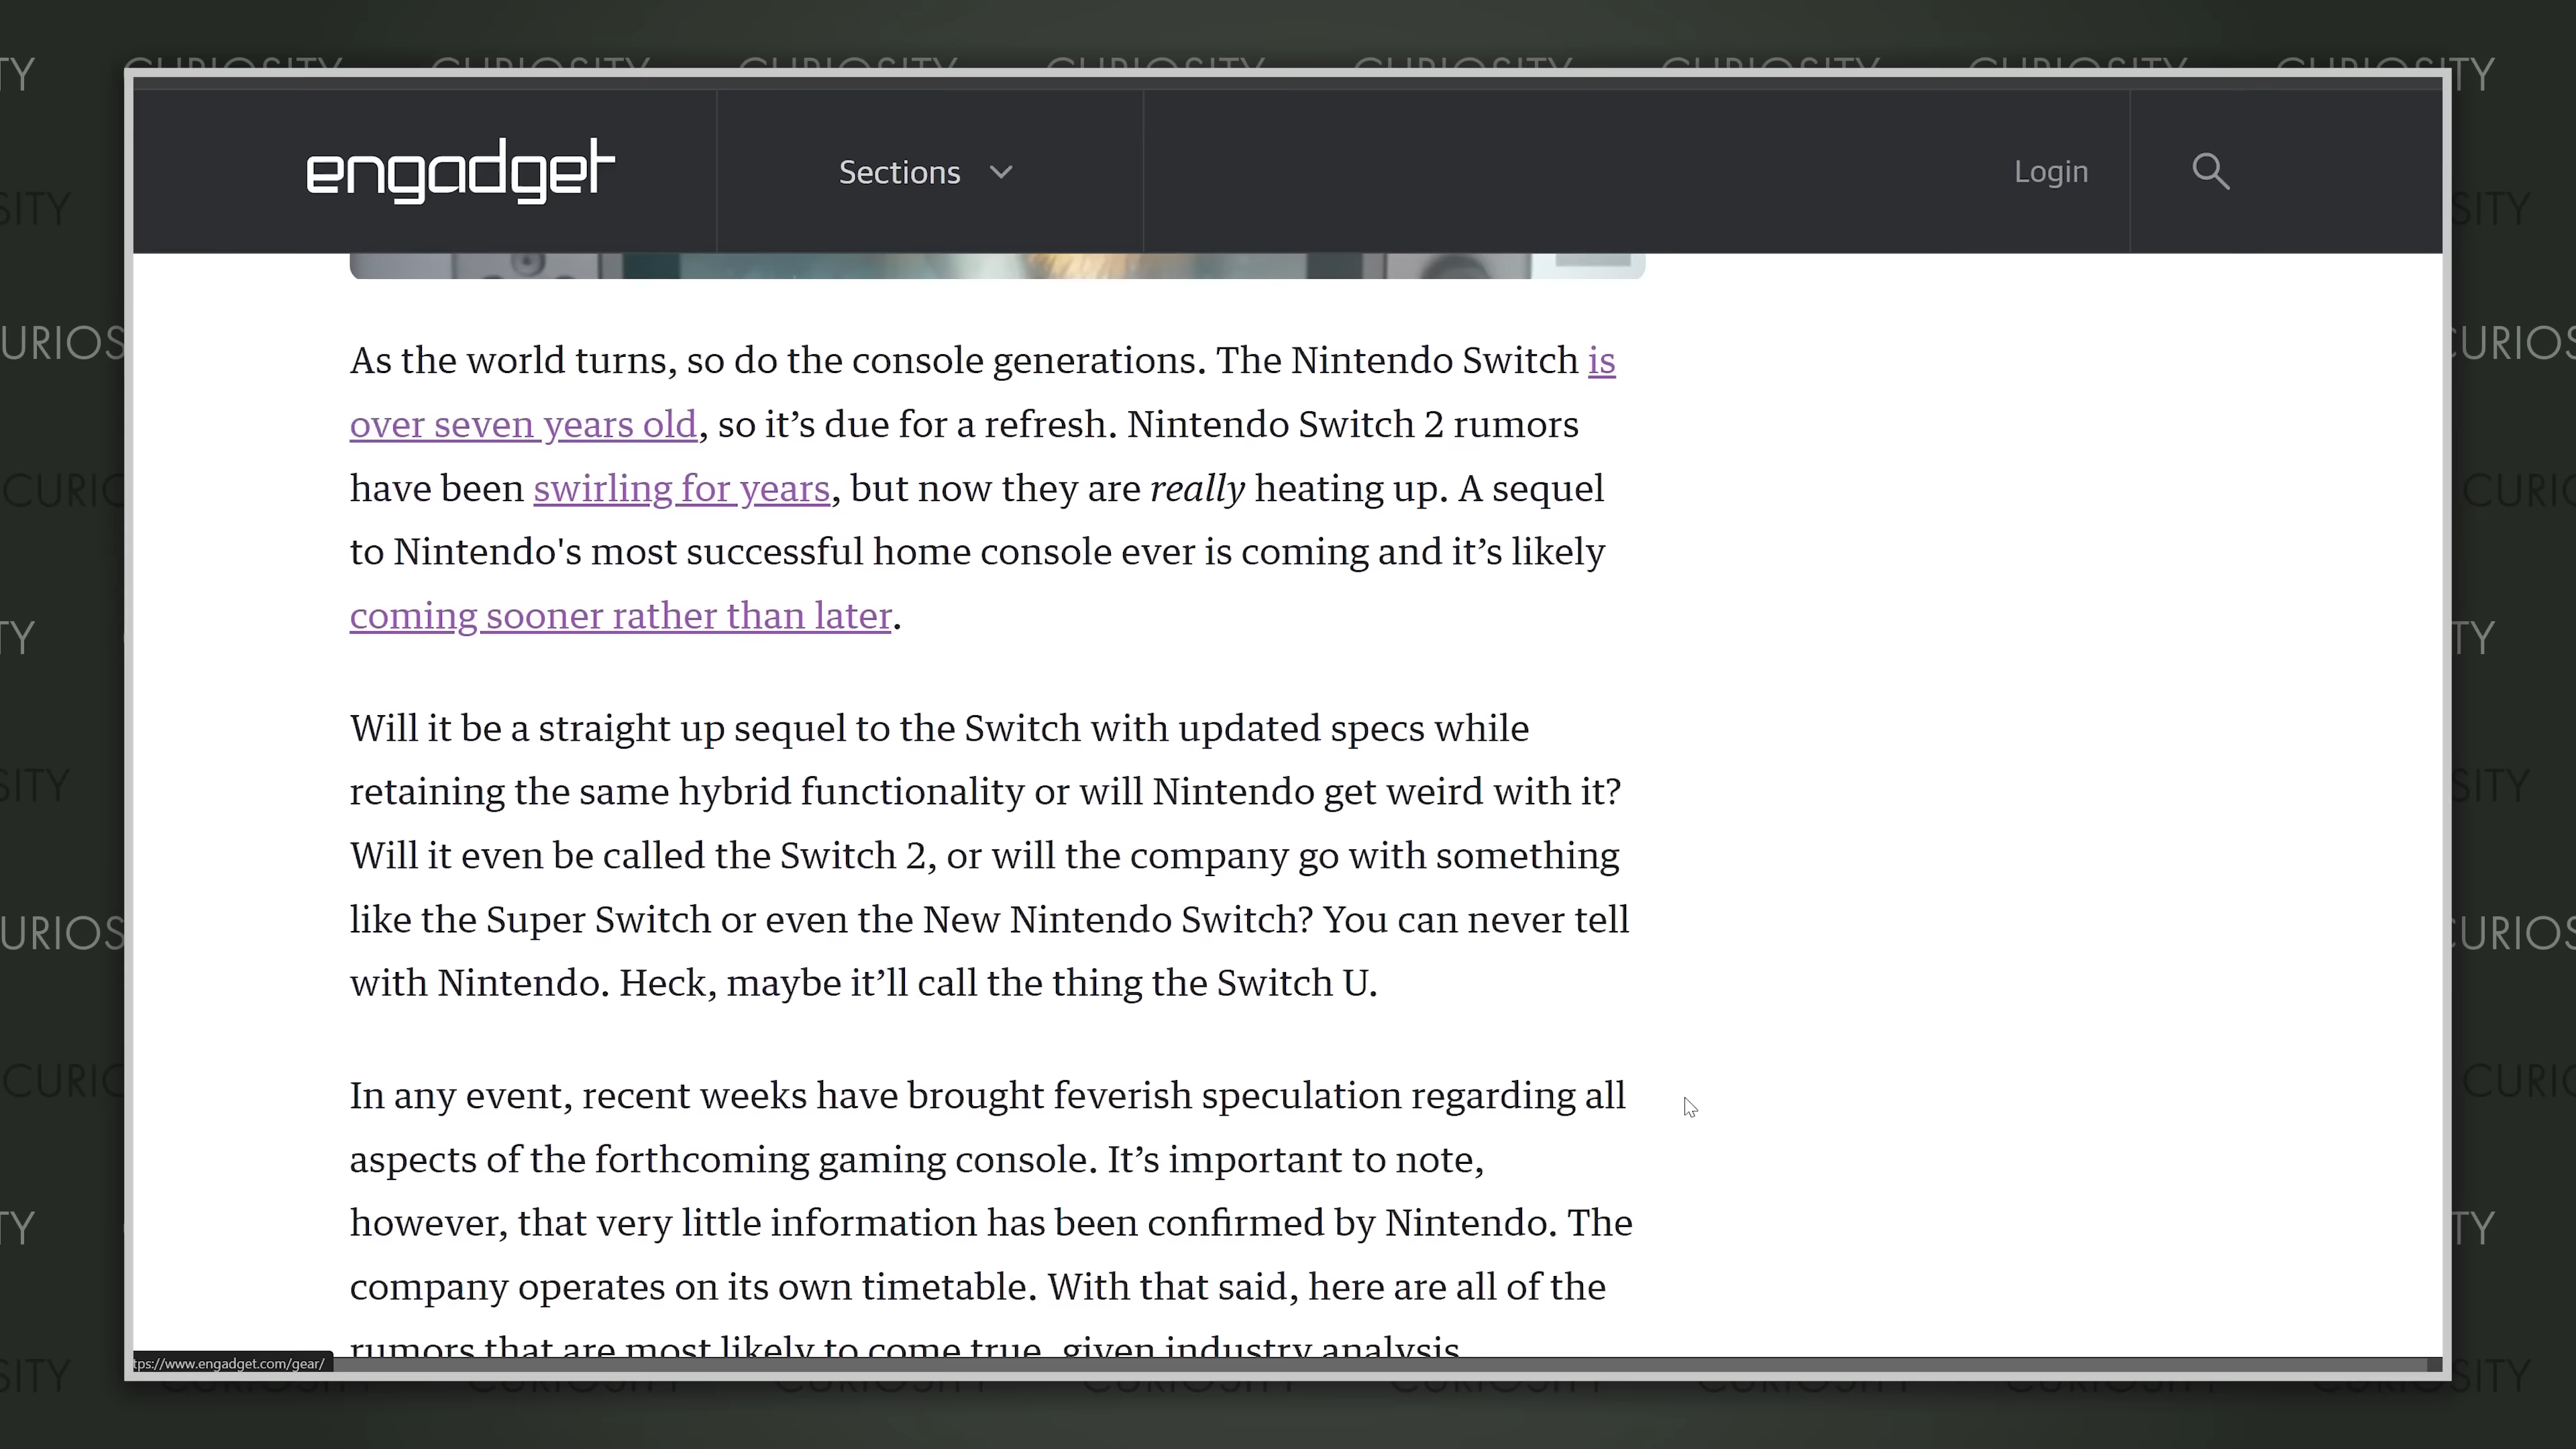 CURIOSITY CURIOSITY CURIOSITY CURIOSITY CURIOSITY CURIOSITY CURIOSITY CURIOSITY
engadget
Sections
Login
As the world turns, so do the console generations. The Nintendo Switch is
over seven years old, so it’s due for a refresh. Nintendo Switch 2 rumors
have been swirling for years, but now they are really heating up. A sequel
to Nintendo's most successful home console ever is coming and it’s likely
coming sooner rather than later.
Will it be a straight up sequel to the Switch with updated specs while
retaining the same hybrid functionality or will Nintendo get weird with it?
Will it even be called the Switch 2, or will the company go with something
like the Super Switch or even the New Nintendo Switch? You can never tell
with Nintendo. Heck, maybe it’ll call the thing the Switch U.
In any event, recent weeks have brought feverish speculation regarding all
aspects of the forthcoming gaming console. It’s important to note,
however, that very little information has been confirmed by Nintendo. The
company operates on its own timetable. With that said, here are all of the
rumors that are most likely to come true, given industry analysis
tps://www.engadget.com/gear/